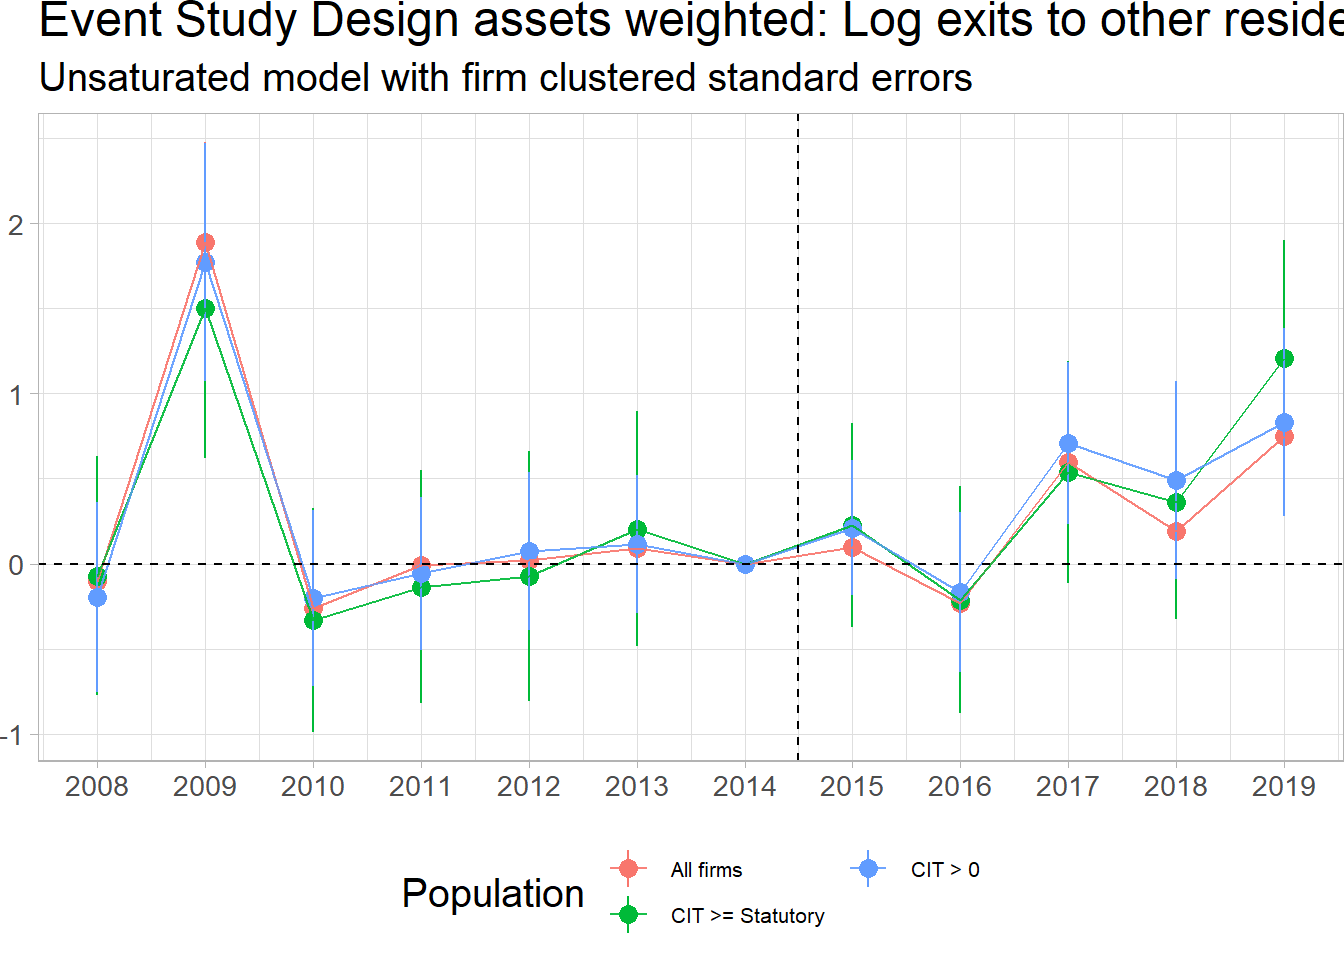 Event Study Design assets weighted: Log exits to other reside
Unsaturated model with firm clustered standard errors
2
1
0
-1
2008 2009 2010 2011 2012 2013 2014 2015 2016 2017 2018 2019
Population
All firms
CIT > 0
CIT >= Statutory